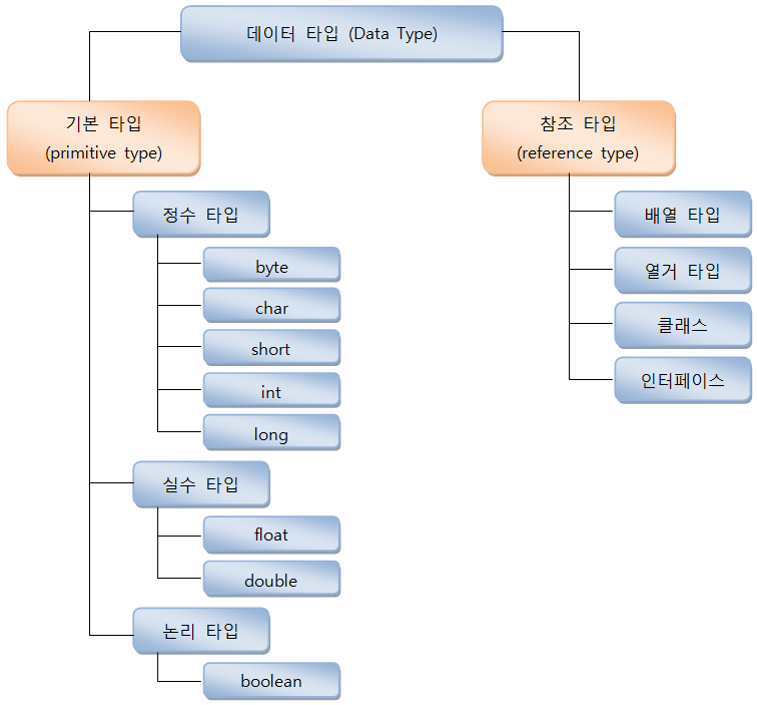 데이터 타입 (Data Type)
기본 타입
(primitive type)
정수 타입
byte
char
short
int
long
실수 타입
float
double
논리 타입
boolean
참조 타입
(reference type)
배열 타입
열거 타입
클래스
인터페이스